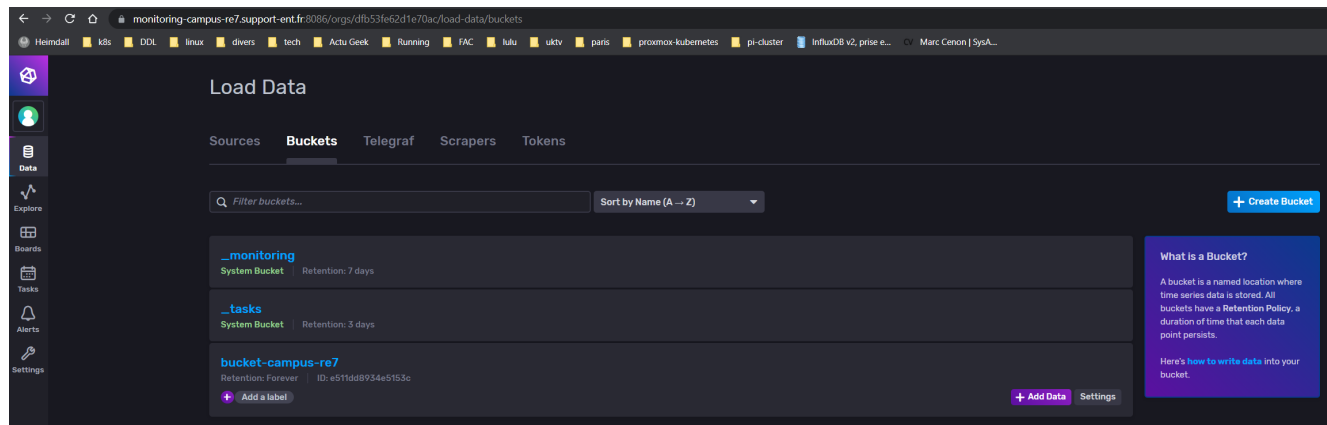 monitoring-campus-re7.support-ent.fr:8086/orgs/dfb53fe62d1e70ac/load-data/buckets
Heimdall k8s DDL linux divers tech Actu Geek Running FAC lulu uktv paris proxmox-kubernetes pi-cluster InfluxDB v2, prise e... CV Marc Cenon | SysA...
Load Data
Sources Buckets Telegraf Scrapers Tokens
Data
Explore
Boards
Tasks
Alerts
Settings
Filter buckets... Sort by Name (A → Z) + Create Bucket
_monitoring
System Bucket Retention: 7 days
_tasks
System Bucket Retention: 3 days
bucket-campus-re7
Retention: Forever ID: e511dd8934e5153c
+ Add a label + Add Data Settings
What is a Bucket?
A bucket is a named location where
time series data is stored. All
buckets have a Retention Policy, a
duration of time that each data
point persists.
Here's how to write data into your
bucket.